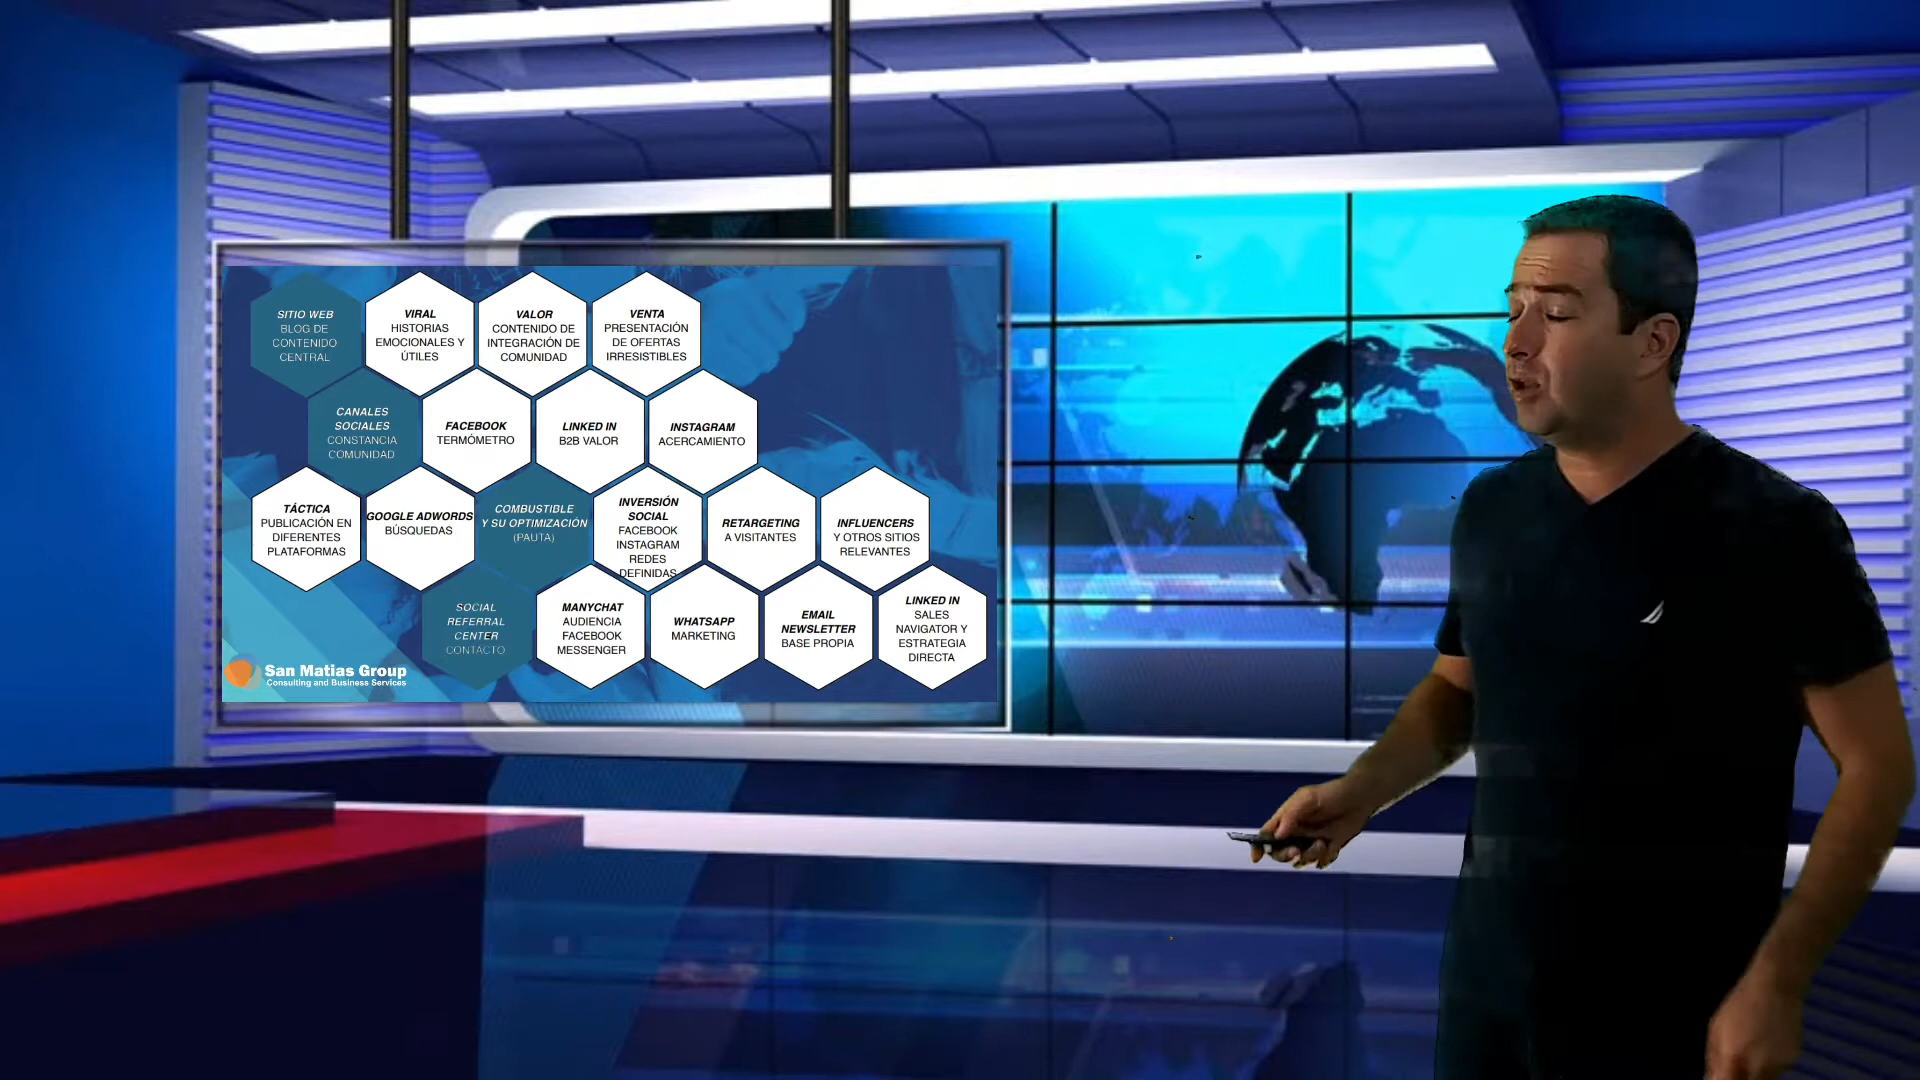 SITIO WEB
BLOG DE
CONTENIDO
CENTRAL
VIRAL
HISTORIAS
EMOCIONALES Y
ÚTILES
VALOR
CONTENIDO DE
INTEGRACIÓN DE
COMUNIDAD
VENTA
PRESENTACIÓN
DE OFERTAS
IRRESISTIBLES
CANALES
SOCIALES
CONSTANCIA
COMUNIDAD
FACEBOOK
TERMÓMETRO
LINKED IN
B2B VALOR
INSTAGRAM
ACERCAMIENTO
TÁCTICA
PUBLICACIÓN EN
DIFERENTES
PLATAFORMAS
GOOGLE ADWORDS
BÚSQUEDAS
COMBUSTIBLE
Y SU OPTIMIZACIÓN
(PAUTA)
INVERSIÓN
SOCIAL
FACEBOOK
INSTAGRAM
REDES
DEFINIDAS
RETARGETING
A VISITANTES
INFLUENCERS
Y OTROS SITIOS
RELEVANTES
SOCIAL
REFERRAL
CENTER
CONTACTO
MANYCHAT
AUDIENCIA
FACEBOOK
MESSENGER
WHATSAPP
MARKETING
EMAIL
NEWSLETTER
BASE PROPIA
LINKED IN
SALES
NAVIGATOR Y
ESTRATEGIA
DIRECTA
San Matias Group
Consulting and Business Services